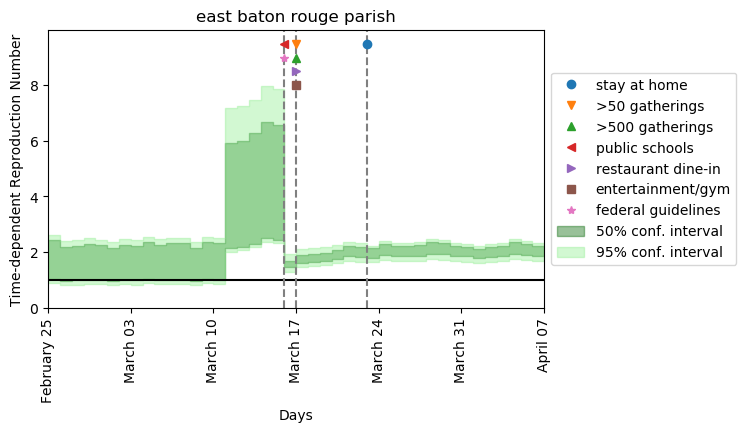 east baton rouge parish
Time-dependent Reproduction Number
8
6
4
2
0
February 25
March 03
March 10
March 17
March 24
March 31
April 07
Days
stay at home
>50 gatherings
>500 gatherings
public schools
restaurant dine-in
entertainment/gym
federal guidelines
50% conf. interval
95% conf. interval